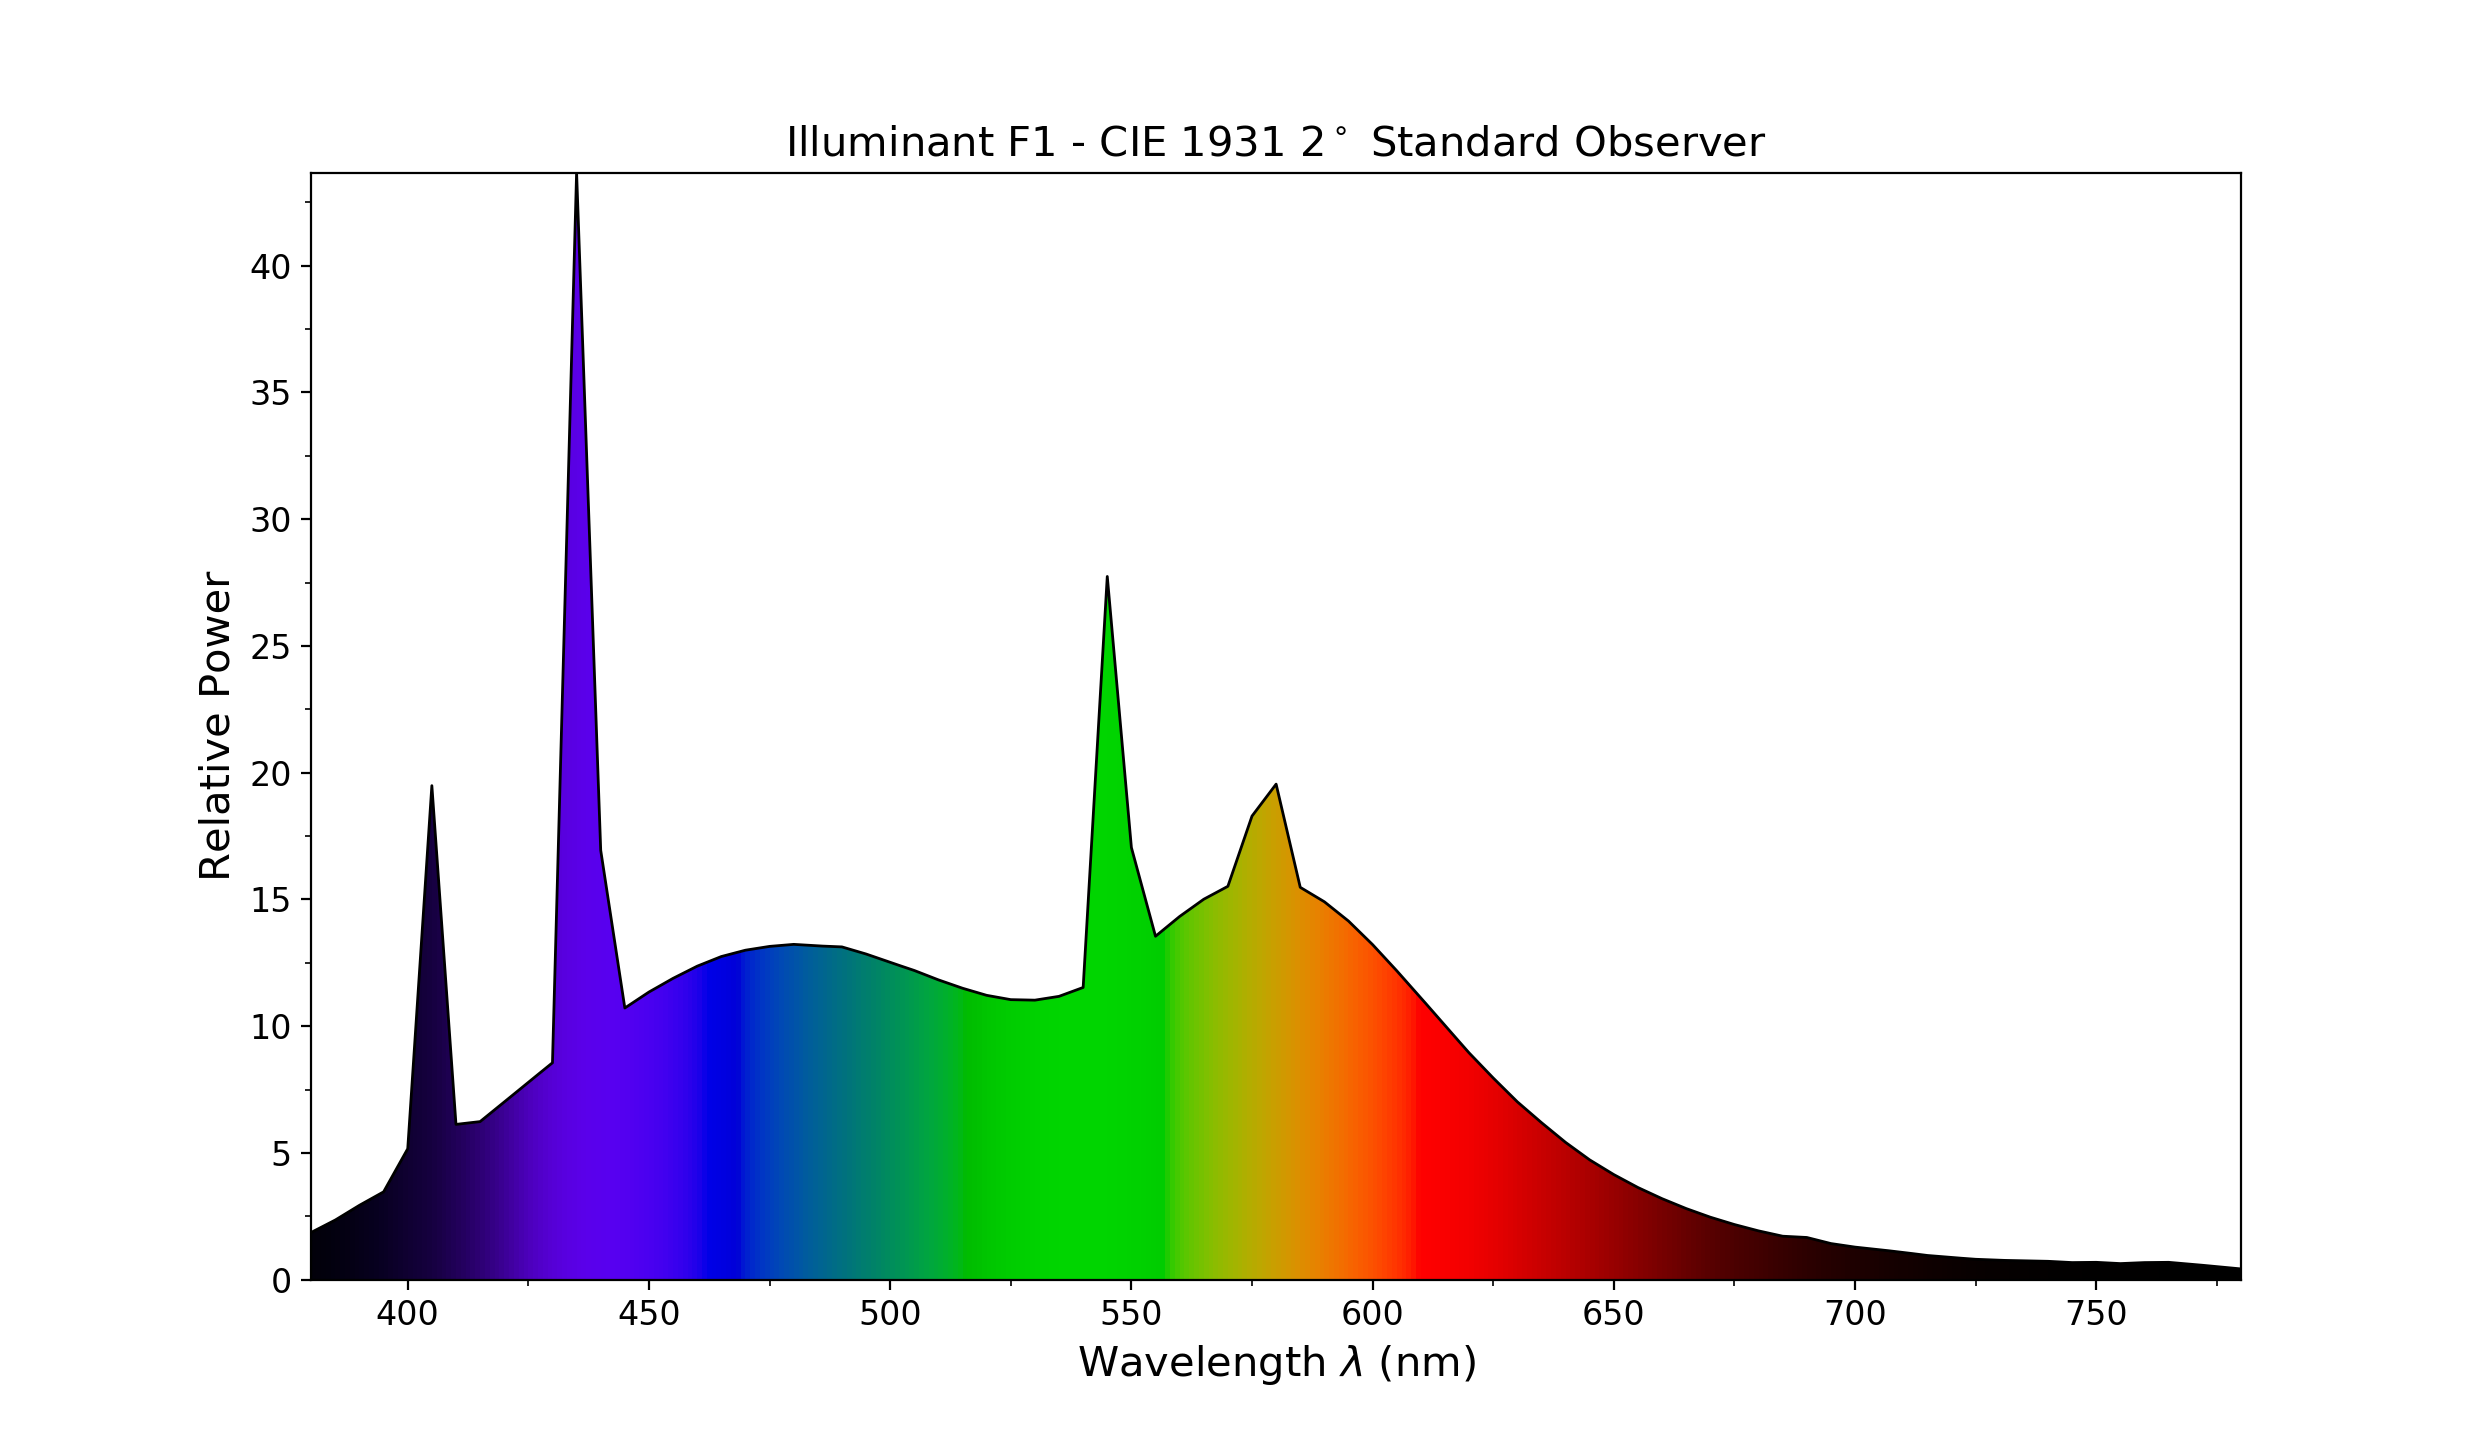 Illuminant F1 - CIE 1931 2° Standard Observer
Relative Power
40
35
30
25
20
15
10
5
0
400 450 500 550 600 650 700 750
Wavelength λ (nm)